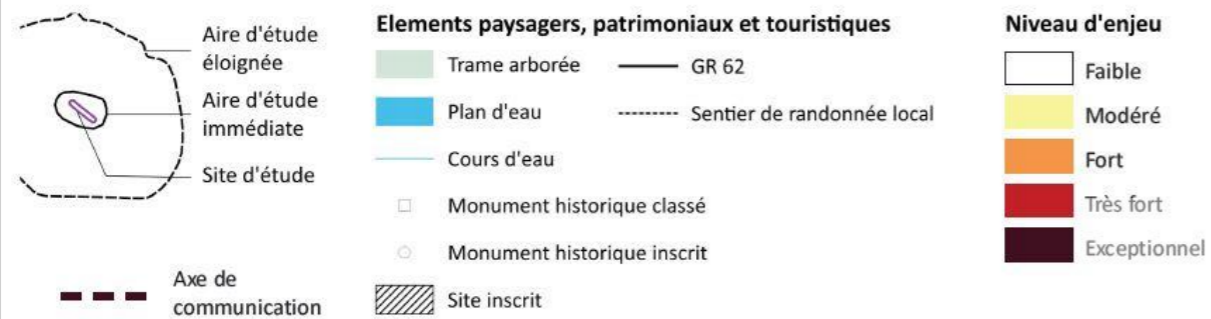 Aire d'étude
éloignée
Aire d'étude
immédiate
Site d'étude
Axe de
communication
Elements paysagers, patrimoniaux et touristiques
Trame arborée
GR 62
Plan d'eau
Sentier de randonnée local
Cours d'eau
Monument historique classé
Monument historique inscrit
Site inscrit
Niveau d'enjeu
Faible
Modéré
Fort
Très fort
Exceptionnel